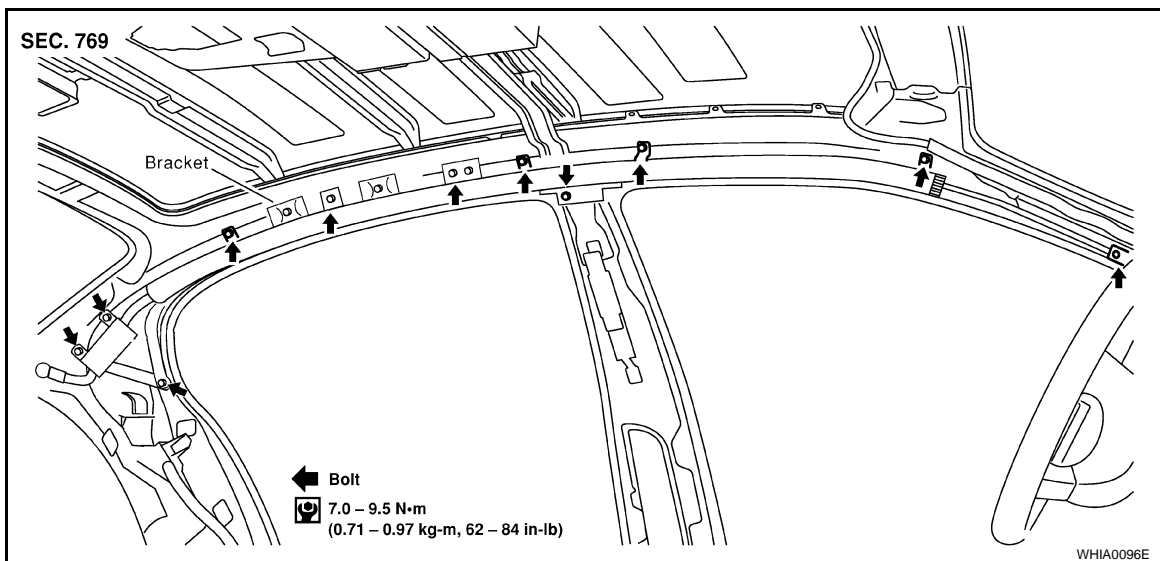 SEC. 769
Bracket
Bolt
7.0 – 9.5 N•m
(0.71 – 0.97 kg-m, 62 – 84 in-lb)
WHIA0096E